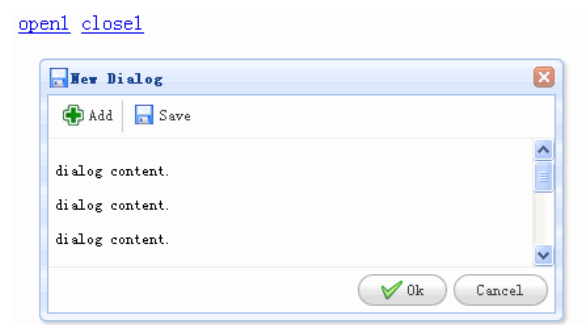 open1 close1
New Dialog
Add Save
dialog content.
dialog content.
dialog content.
Ok Cancel